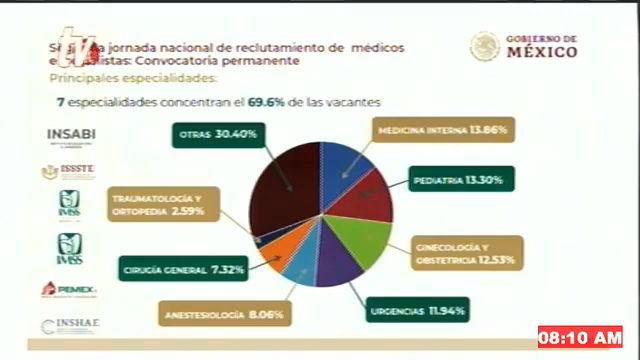 jornada nacional de reclutamiento de médicos
Convocatoria permanente
Principales especialidades:
7 especialidades concentran el 69.6% de las vacantes
GOBIERNO DE
MÉXICO
INSABI
ISSSTE
IMSS
IMSS
PEMEX
INSHAE
OTRAS 30.40%
MEDICINA INTERNA 13.86%
PEDIATRÍA 13.30%
TRAUMATOLOGÍA Y
ORTOPEDIA 2.59%
GINECOLOGÍA Y
OBSTETRICIA 12.53%
CIRUGÍA GENERAL 7.32%
ANESTESIOLOGÍA 8.06%
URGENCIAS 11.94%
tv
08:10 AM